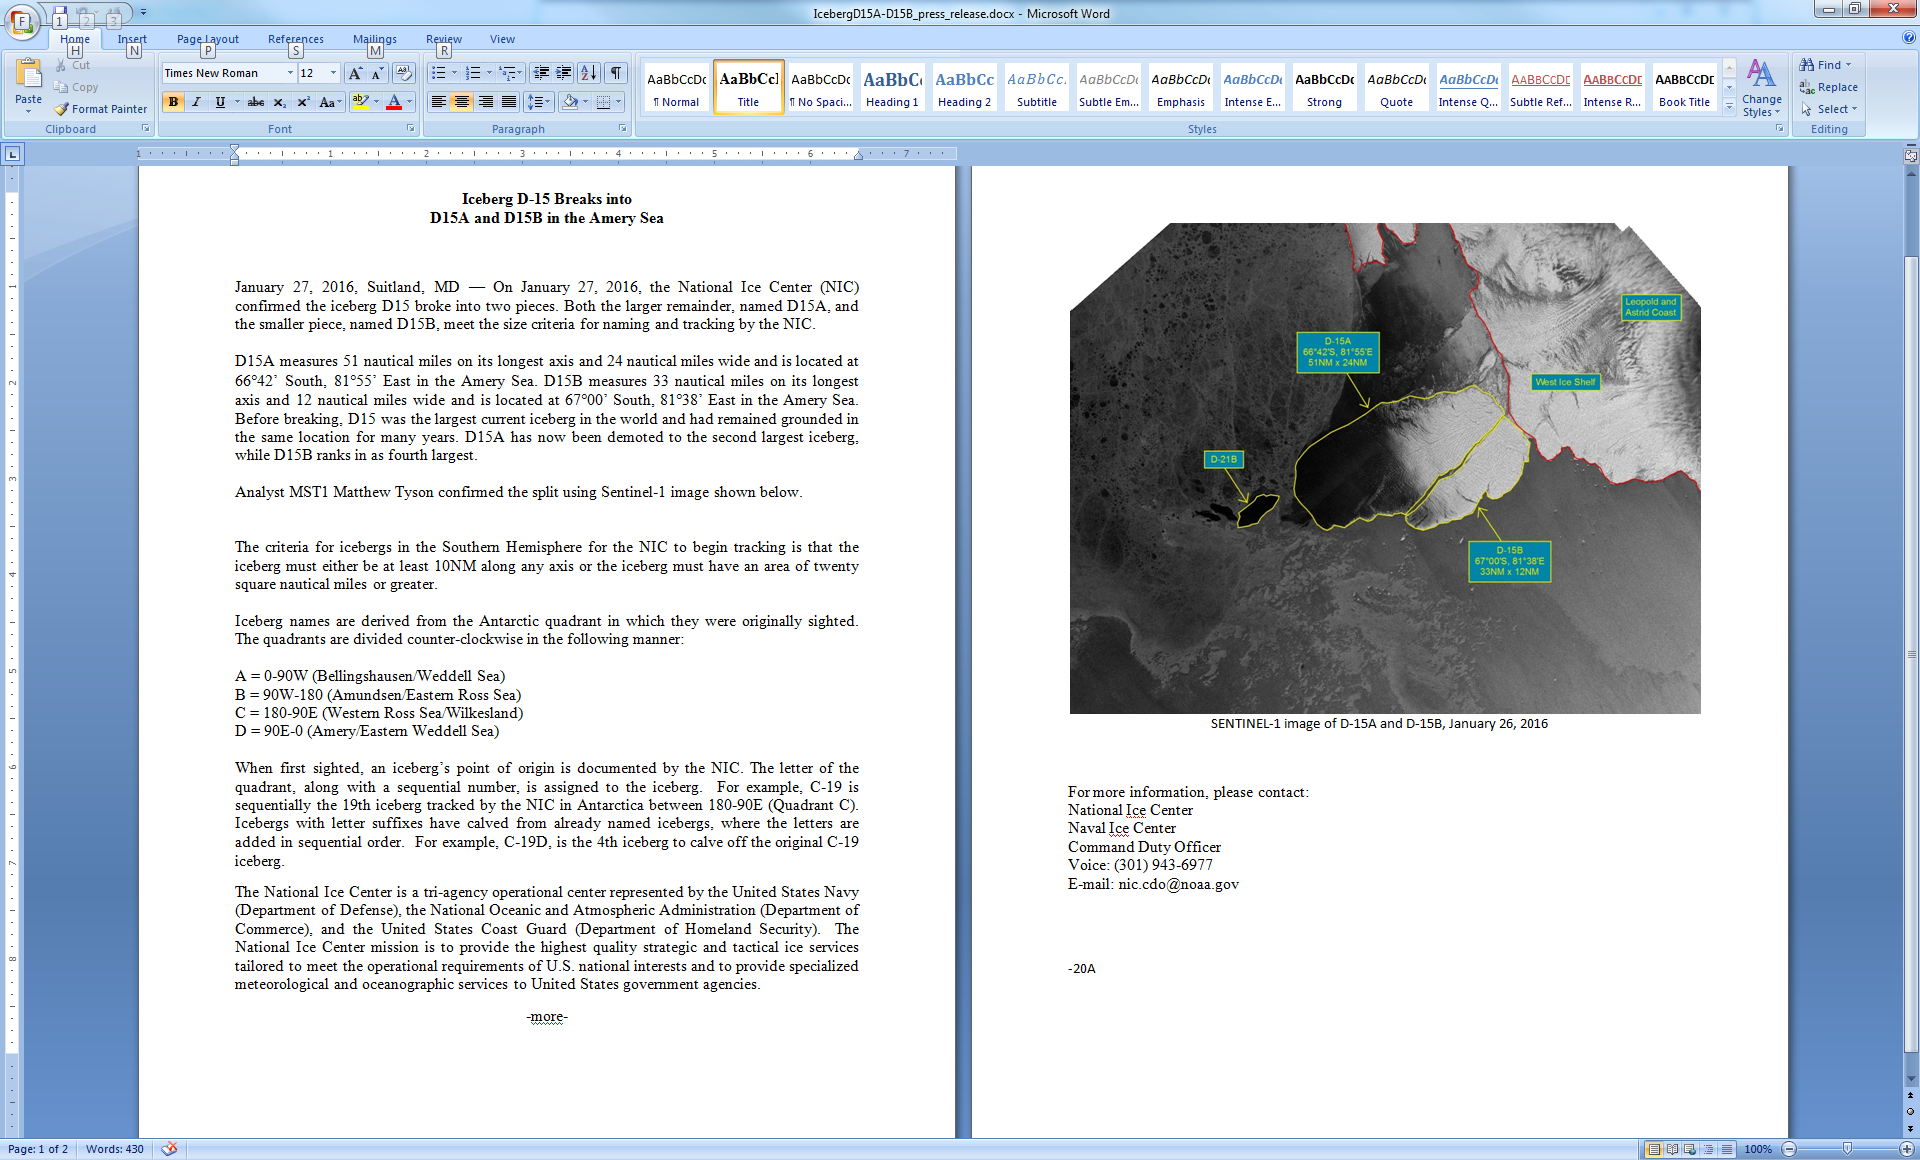 IcebergD15A-D15B_press_release.docx - Microsoft Word
F
1
2
3
Home
Insert
Page Layout
References
Mailings
Review
View
H
N
P
S
M
R
Paste
Cut
Copy
Format Painter
Clipboard
Times New Roman
12
Font
Paragraph
AaBbCcDc
¶ Normal
AaBbCcI
Title
AaBbCcDc
¶ No Spaci...
AaBbC
Heading 1
AaBbCc
Heading 2
AaBbCc.
Subtitle
AaBbCcDc
Subtle Em...
AaBbCcDc
Emphasis
AaBbCcDc
Intense E...
AaBbCcDc
Strong
AaBbCcDc
Quote
AaBbCcDc
Intense Q...
AABBCCDE
Subtle Ref...
AABBCCDE
Intense R...
AABBCCDE
Book Title
Change
Styles
Styles
Find
Replace
Select
Editing
1 1 2 3 4 5 6 7
Iceberg D-15 Breaks into
D15A and D15B in the Amery Sea
January 27, 2016, Suitland, MD — On January 27, 2016, the National Ice Center (NIC)
confirmed the iceberg D15 broke into two pieces. Both the larger remainder, named D15A, and
the smaller piece, named D15B, meet the size criteria for naming and tracking by the NIC.
D15A measures 51 nautical miles on its longest axis and 24 nautical miles wide and is located at
66°42’ South, 81°55’ East in the Amery Sea. D15B measures 33 nautical miles on its longest
axis and 12 nautical miles wide and is located at 67°00’ South, 81°38’ East in the Amery Sea.
Before breaking, D15 was the largest current iceberg in the world and had remained grounded in
the same location for many years. D15A has now been demoted to the second largest iceberg,
while D15B ranks in as fourth largest.
Analyst MST1 Matthew Tyson confirmed the split using Sentinel-1 image shown below.
The criteria for icebergs in the Southern Hemisphere for the NIC to begin tracking is that the
iceberg must either be at least 10NM along any axis or the iceberg must have an area of twenty
square nautical miles or greater.
Iceberg names are derived from the Antarctic quadrant in which they were originally sighted.
The quadrants are divided counter-clockwise in the following manner:
A = 0-90W (Bellingshausen/Weddell Sea)
B = 90W-180 (Amundsen/Eastern Ross Sea)
C = 180-90E (Western Ross Sea/Wilkesland)
D = 90E-0 (Amery/Eastern Weddell Sea)
When first sighted, an iceberg’s point of origin is documented by the NIC. The letter of the
quadrant, along with a sequential number, is assigned to the iceberg. For example, C-19 is
sequentially the 19th iceberg tracked by the NIC in Antarctica between 180-90E (Quadrant C).
Icebergs with letter suffixes have calved from already named icebergs, where the letters are
added in sequential order. For example, C-19D, is the 4th iceberg to calve off the original C-19
iceberg.
The National Ice Center is a tri-agency operational center represented by the United States Navy
(Department of Defense), the National Oceanic and Atmospheric Administration (Department of
Commerce), and the United States Coast Guard (Department of Homeland Security). The
National Ice Center mission is to provide the highest quality strategic and tactical ice services
tailored to meet the operational requirements of U.S. national interests and to provide specialized
meteorological and oceanographic services to United States government agencies.
-more-
Leopold and
Astrid Coast
D-15A
66°42'S, 81°55'E
51NM x 24NM
West Ice Shelf
D-21B
D-15B
67°00'S, 81°38'E
33NM x 12NM
SENTINEL-1 image of D-15A and D-15B, January 26, 2016
For more information, please contact:
National Ice Center
Naval Ice Center
Command Duty Officer
Voice: (301) 943-6977
E-mail: nic.cdo@noaa.gov
-20A
Page: 1 of 2
Words: 430
100%